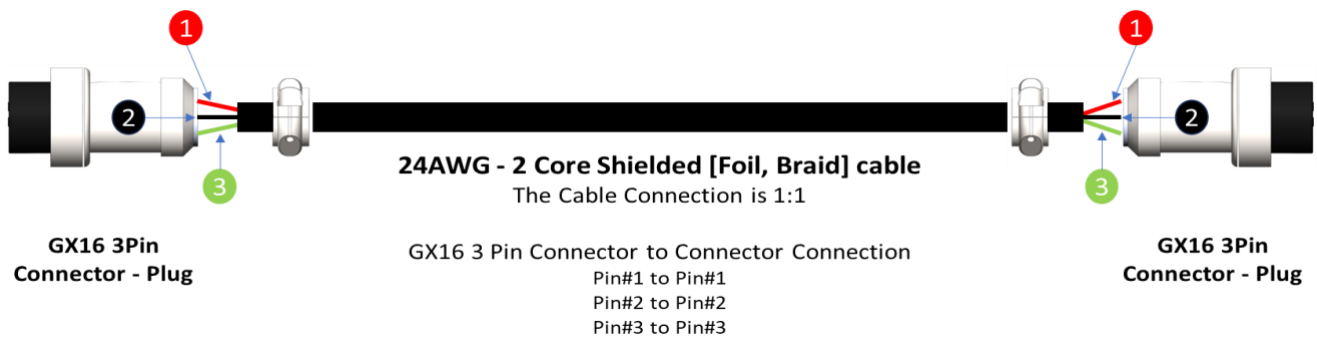 1
1
2
2
3
3
24AWG - 2 Core Shielded [Foil, Braid] cable
The Cable Connection is 1:1
GX16 3Pin
Connector - Plug
GX16 3 Pin Connector to Connector Connection
Pin#1 to Pin#1
Pin#2 to Pin#2
Pin#3 to Pin#3
GX16 3Pin
Connector - Plug